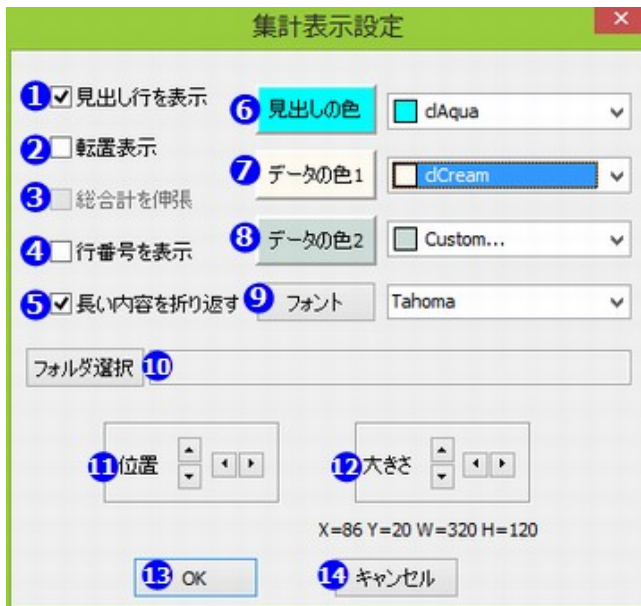 集計表示設定
1 見出し行を表示 6 見出しの色 clAqua
2 転置表示 7 データの色1 clCream
3 総合計を伸張 8 データの色2 Custom...
4 行番号を表示
5 長い内容を折り返す 9 フォント Tahoma
フォルダ選択 10
11 位置 12 大きさ
X=86 Y=20 W=320 H=120
13 OK 14 キャンセル